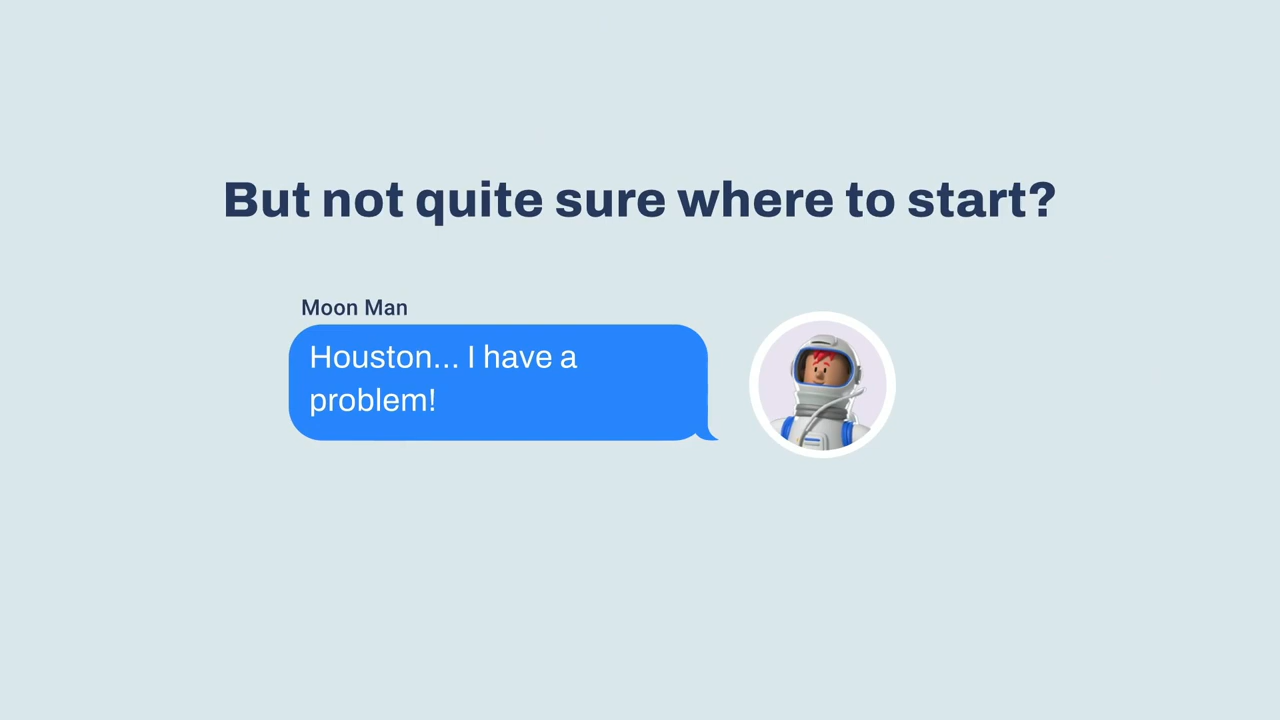 But not quite sure where to start?
Moon Man
Houston... I have a
problem!